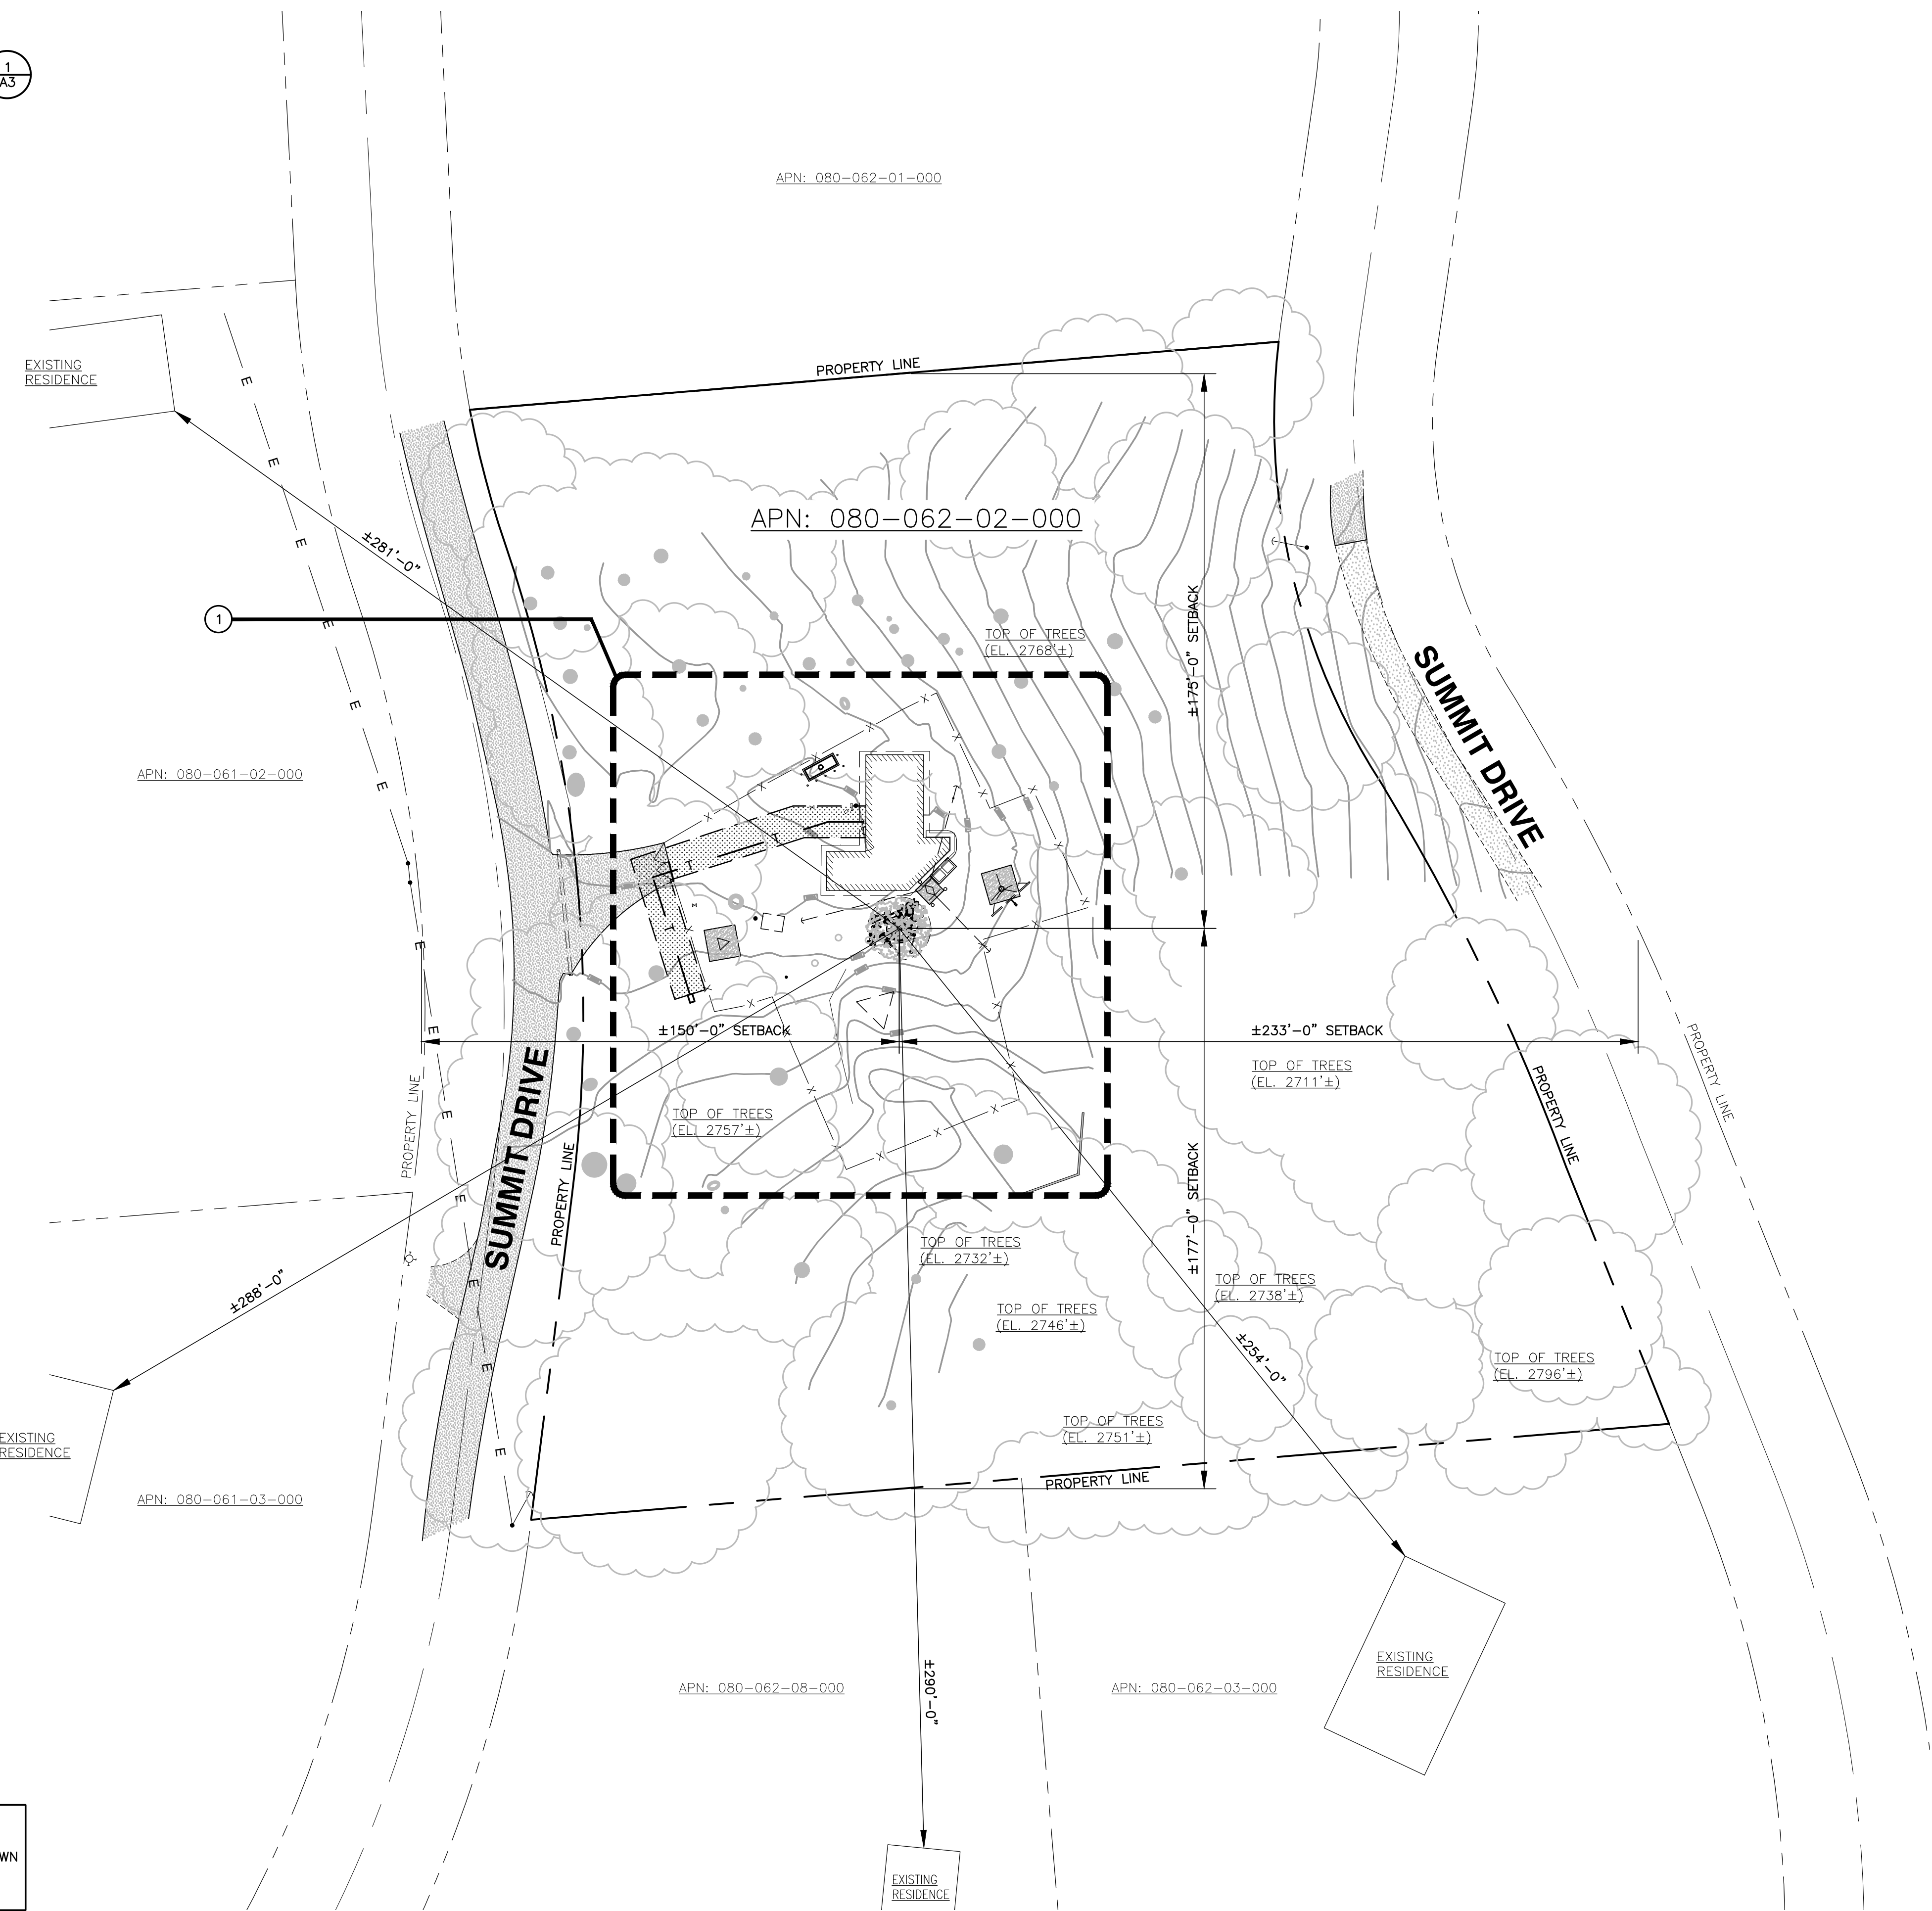 1
A3
APN: 080-062-01-000
EXISTING
RESIDENCE
PROPERTY LINE
E
E
E
APN: 080-062-02-000
±281'-0"
±175'-0" SETBACK
1
E
TOP OF TREES
(EL. 2768'±)
SUMMIT DRIVE
E
APN: 080-061-02-000
E
E
±150'-0" SETBACK
±233'-0" SETBACK
E
TOP OF TREES
(EL. 2711'±)
PROPERTY LINE
PROPERTY LINE
PROPERTY LINE
E
TOP OF TREES
(EL. 2757'±)
SUMMIT DRIVE
PROPERTY LINE
E
±177'-0" SETBACK
TOP OF TREES
(EL. 2732'±)
E
TOP OF TREES
(EL. 2738'±)
±288'-0"
TOP OF TREES
(EL. 2746'±)
±254'-0"
E
TOP OF TREES
(EL. 2796'±)
EXISTING
RESIDENCE
TOP OF TREES
(EL. 2751'±)
E
PROPERTY LINE
APN: 080-061-03-000
±290'-0"
EXISTING
RESIDENCE
APN: 080-062-08-000
APN: 080-062-03-000
EXISTING
RESIDENCE